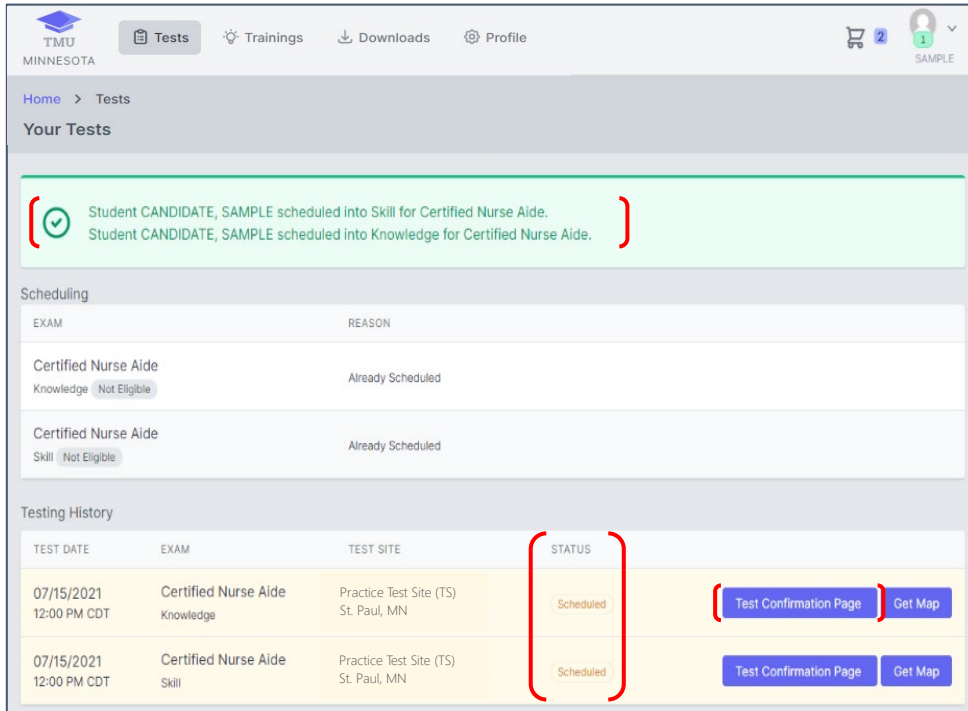 TMU
MINNESOTA
Tests
Trainings
Downloads
Profile
2
1
SAMPLE
Home > Tests
Your Tests
Student CANDIDATE, SAMPLE scheduled into Skill for Certified Nurse Aide.
Student CANDIDATE, SAMPLE scheduled into Knowledge for Certified Nurse Aide.
Scheduling
EXAM REASON
Certified Nurse Aide
Knowledge Not Eligible
Already Scheduled
Certified Nurse Aide
Skill Not Eligible
Already Scheduled
Testing History
TEST DATE EXAM TEST SITE STATUS
07/15/2021 Certified Nurse Aide Practice Test Site (TS)
12:00 PM CDT Knowledge St. Paul, MN
Scheduled Test Confirmation Page Get Map
07/15/2021 Certified Nurse Aide Practice Test Site (TS)
12:00 PM CDT Skill St. Paul, MN
Scheduled Test Confirmation Page Get Map